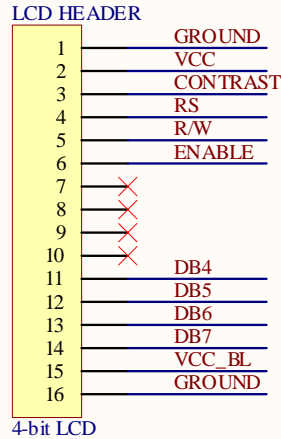 LCD HEADER
1 GROUND
2 VCC
3 CONTRAST
4 RS
5 R/W
6 ENABLE
7
8
9
10
11 DB4
12 DB5
13 DB6
14 DB7
15 VCC_BL
16 GROUND
4-bit LCD